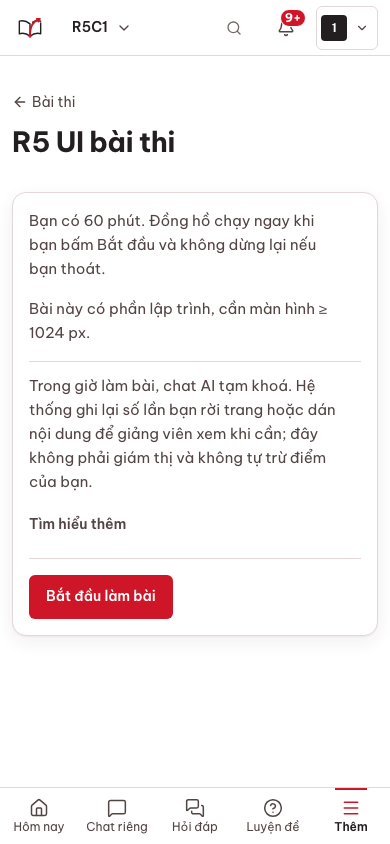 R5C1
9+
1
Bài thi
R5 UI bài thi
Bạn có 60 phút. Đồng hồ chạy ngay khi
bạn bấm Bắt đầu và không dừng lại nếu
bạn thoát.
Bài này có phần lập trình, cần màn hình ≥
1024 px.
Trong giờ làm bài, chat AI tạm khoá. Hệ
thống ghi lại số lần bạn rời trang hoặc dán
nội dung để giảng viên xem khi cần; đây
không phải giám thị và không tự trừ điểm
của bạn.
Tìm hiểu thêm
Bắt đầu làm bài
Hôm nay
Chat riêng
Hỏi đáp
Luyện đề
Thêm